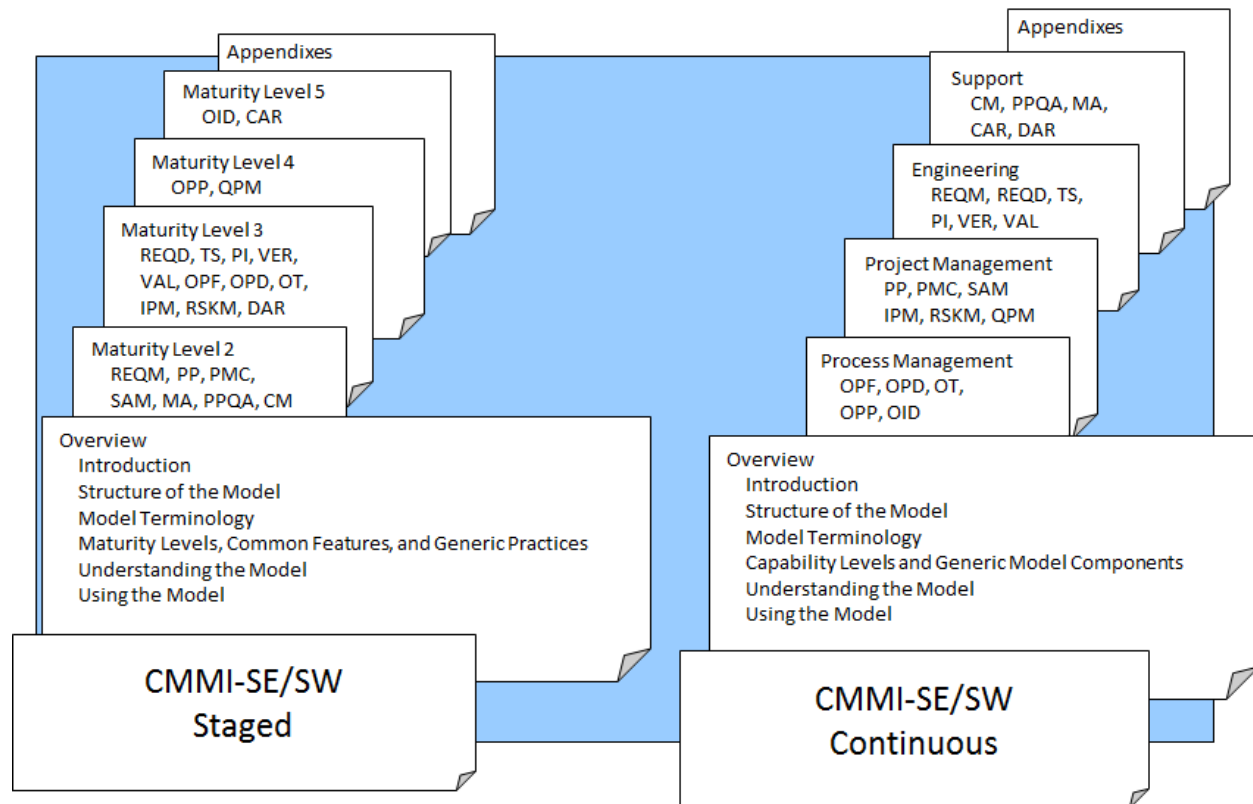 Appendixes
Maturity Level 5
OID, CAR
Maturity Level 4
OPP, QPM
Maturity Level 3
REQD, TS, PI, VER,
VAL, OPF, OPD, OT,
IPM, RSKM, DAR
Maturity Level 2
REQM, PP, PMC,
SAM, MA, PPQA, CM
Overview
Introduction
Structure of the Model
Model Terminology
Maturity Levels, Common Features, and Generic Practices
Understanding the Model
Using the Model
CMMI-SE/SW
Staged
Appendixes
Support
CM, PPQA, MA,
CAR, DAR
Engineering
REQM, REQD, TS,
PI, VER, VAL
Project Management
PP, PMC, SAM
IPM, RSKM, QPM
Process Management
OPF, OPD, OT,
OPP, OID
Overview
Introduction
Structure of the Model
Model Terminology
Capability Levels and Generic Model Components
Understanding the Model
Using the Model
CMMI-SE/SW
Continuous